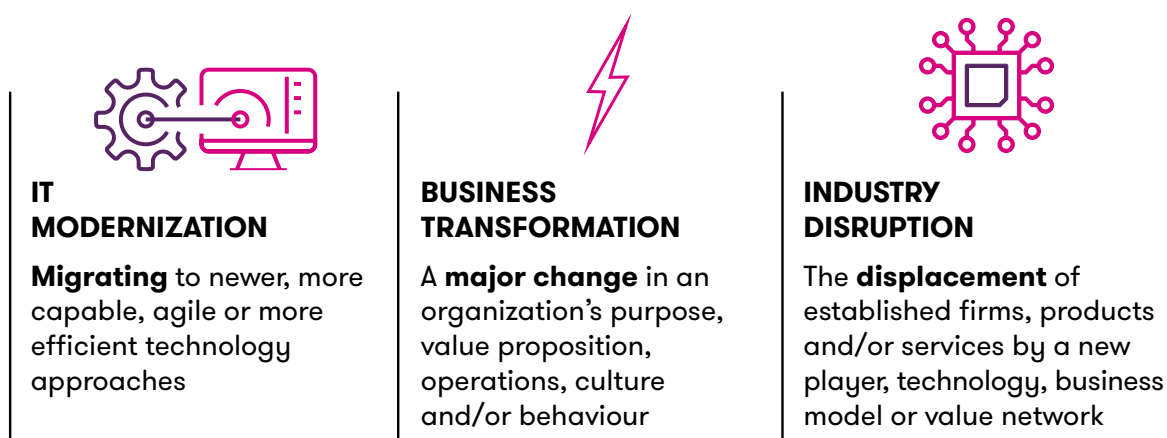 IT
MODERNIZATION
Migrating to newer, more
capable, agile or more
efficient technology
approaches
BUSINESS
TRANSFORMATION
A major change in an
organization's purpose,
value proposition,
operations, culture
and/or behaviour
INDUSTRY
DISRUPTION
The displacement of
established firms, products
and/or services by a new
player, technology, business
model or value network